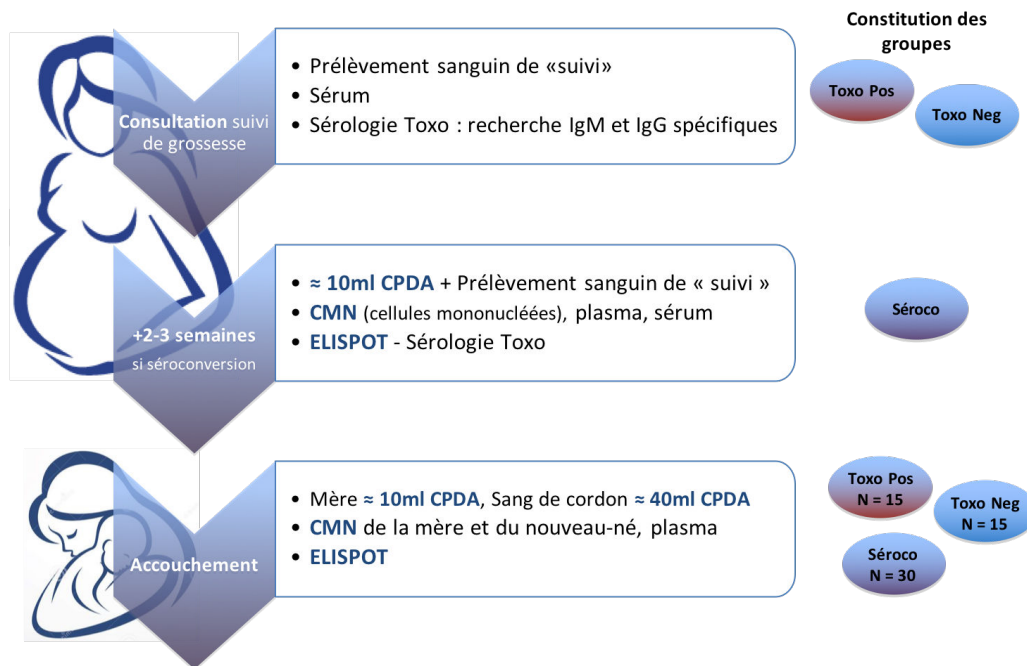 Constitution des
groupes
Consultation suivi
de grossesse
• Prélèvement sanguin de «suivi»
• Sérum
• Sérologie Toxo : recherche IgM et IgG spécifiques
Toxo Pos
Toxo Neg
+2-3 semaines
si séroconversion
• ≈ 10ml CPDA + Prélèvement sanguin de « suivi »
• CMN (cellules mononucléées), plasma, sérum
• ELISPOT - Sérologie Toxo
Séroco
Accouchement
• Mère ≈ 10ml CPDA, Sang de cordon ≈ 40ml CPDA
• CMN de la mère et du nouveau-né, plasma
• ELISPOT
Toxo Pos
N = 15
Toxo Neg
N = 15
Séroco
N = 30